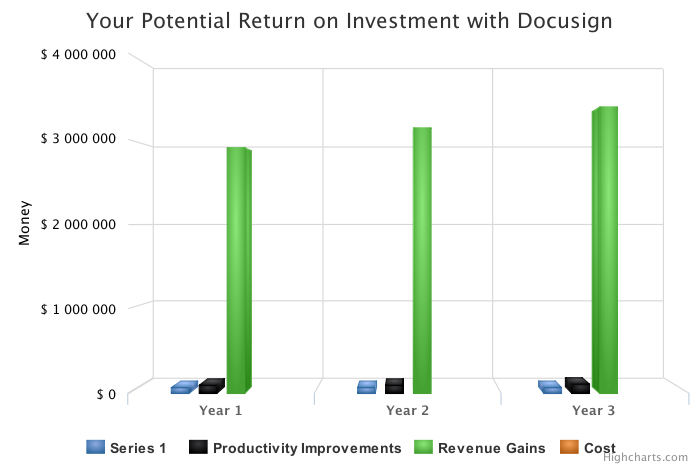 Your Potential Return on Investment with Docusign
$ 4 000 000
$ 3 000 000
$ 2 000 000
$ 1 000 000
$ 0
Money
Year 1
Year 2
Year 3
Series 1
Productivity Improvements
Revenue Gains
Cost
Highcharts.com